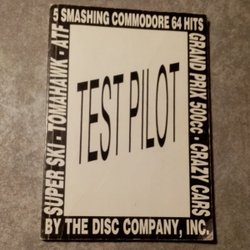 5 SMASHING COMMODORE 64 HITS
SUPER SKI - TOMAHAWK - ATF
TEST PILOT
GRAND PRIX 500cc - CRAZY CARS
BY THE DISC COMPANY, INC.